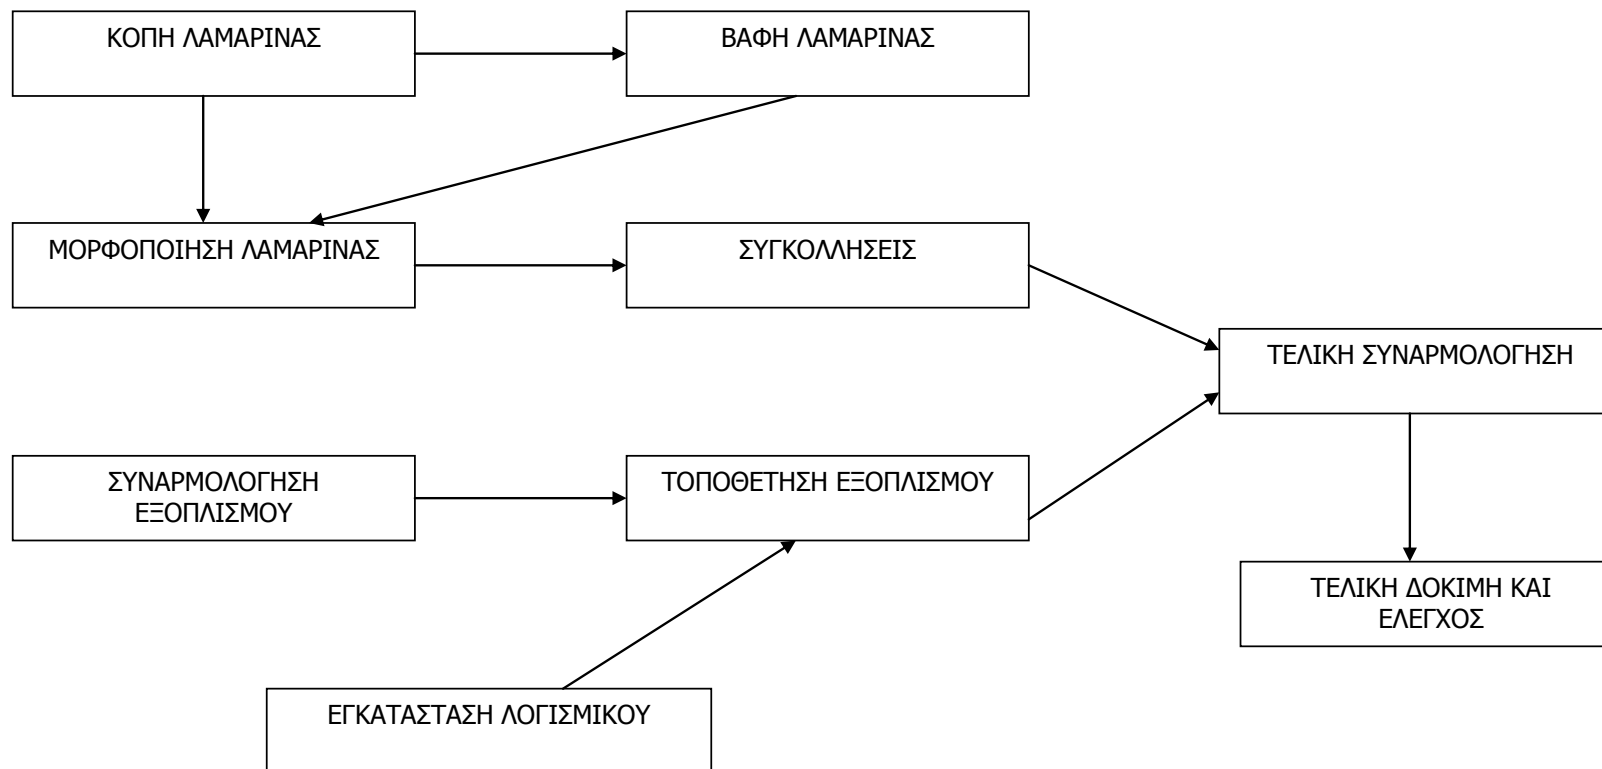 ΚΟΠΗ ΛΑΜΑΡΙΝΑΣ
ΒΑΦΗ ΛΑΜΑΡΙΝΑΣ
ΜΟΡΦΟΠΟΙΗΣΗ ΛΑΜΑΡΙΝΑΣ
ΣΥΓΚΟΛΛΗΣΕΙΣ
ΤΕΛΙΚΗ ΣΥΝΑΡΜΟΛΟΓΗΣΗ
ΣΥΝΑΡΜΟΛΟΓΗΣΗ
ΕΞΟΠΛΙΣΜΟΥ
ΤΟΠΟΘΕΤΗΣΗ ΕΞΟΠΛΙΣΜΟΥ
ΤΕΛΙΚΗ ΔΟΚΙΜΗ ΚΑΙ
ΕΛΕΓΧΟΣ
ΕΓΚΑΤΑΣΤΑΣΗ ΛΟΓΙΣΜΙΚΟΥ